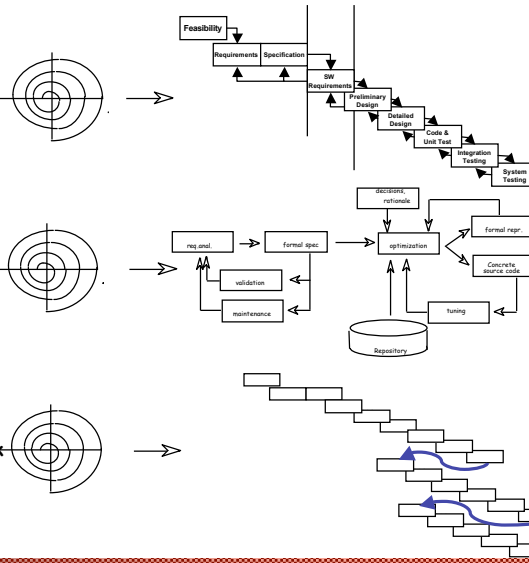 Feasibility
Requirements
Specification
SW
Requirements
Preliminary
Design
Detailed
Design
Code &
Unit Test
Integration
Testing
System
Testing
decisions,
rationale
req.anal.
formal spec
optimization
formal repr.
Concrete
source code
validation
maintenance
tuning
Repository